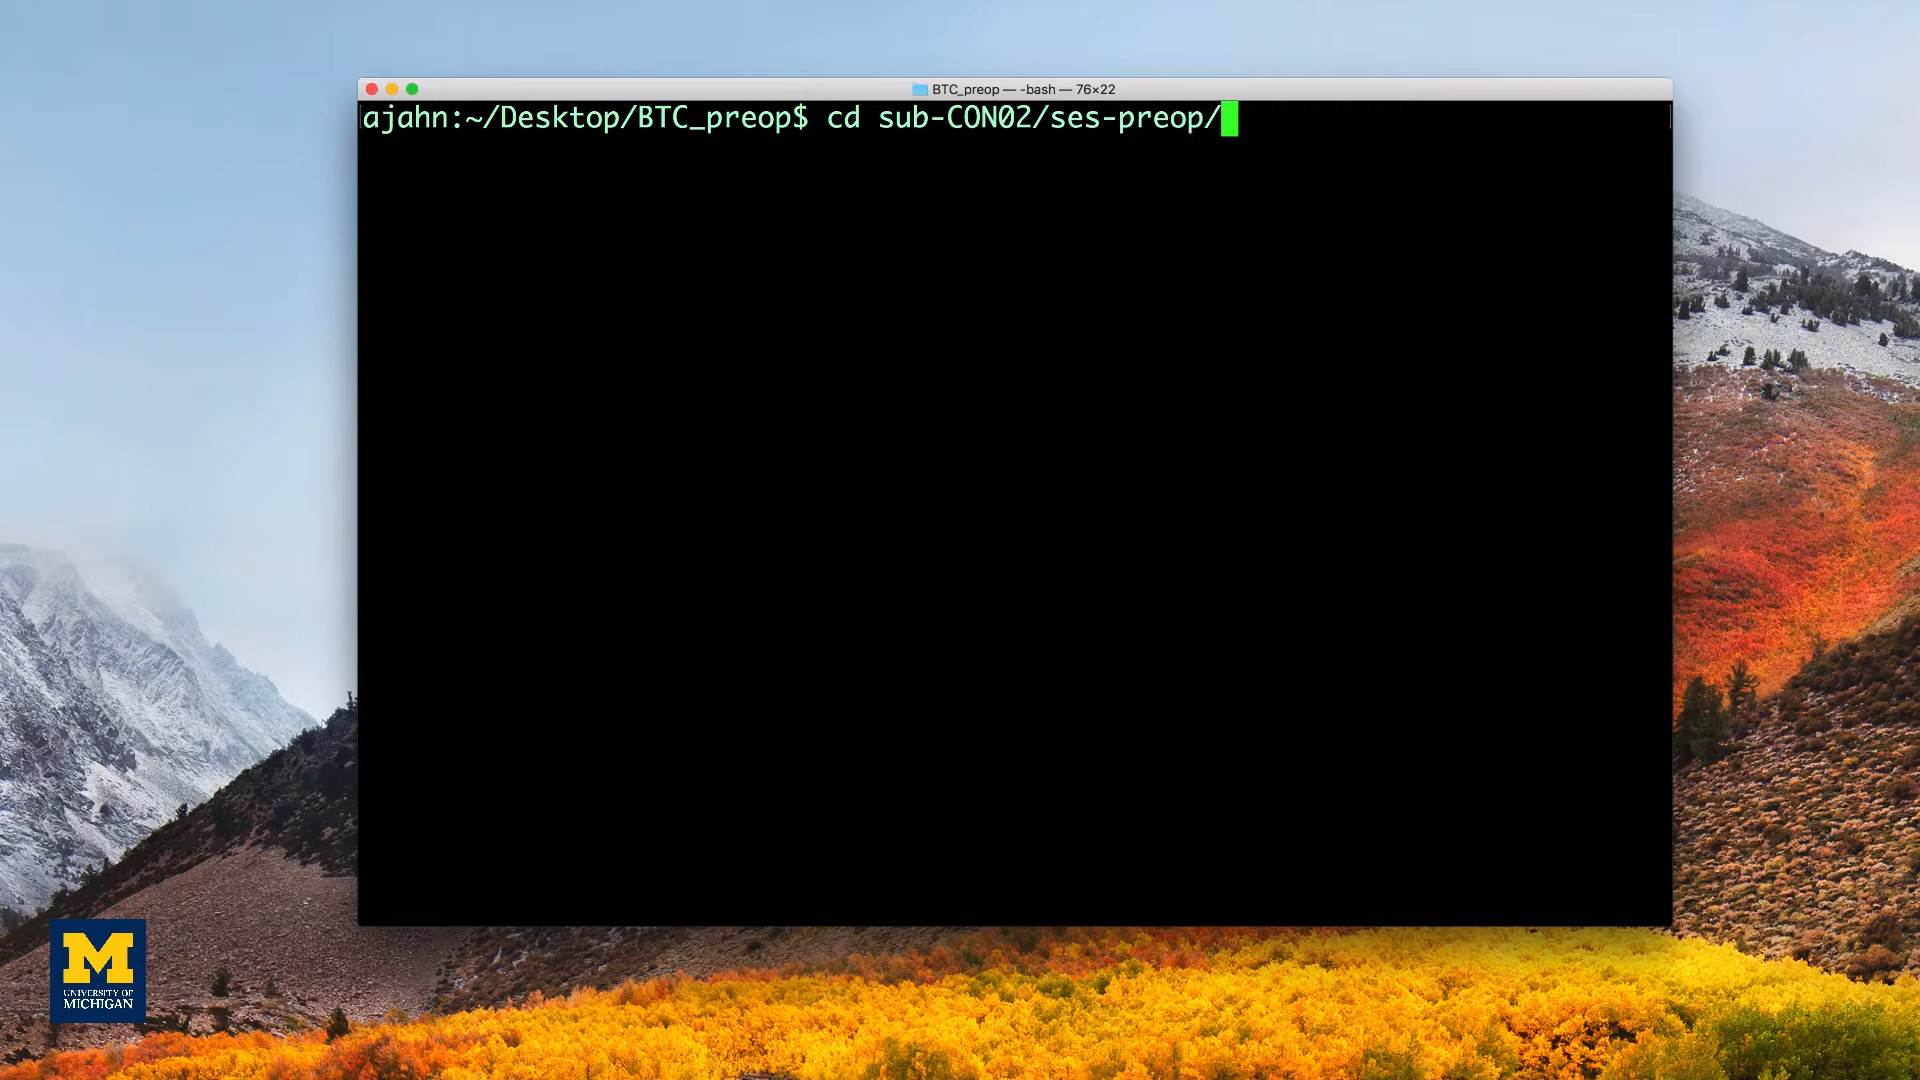 BTC_preop — -bash — 76×22
ajahn:~/Desktop/BTC_preop$ cd sub-CON02/ses-preop/
M
UNIVERSITY OF
MICHIGAN